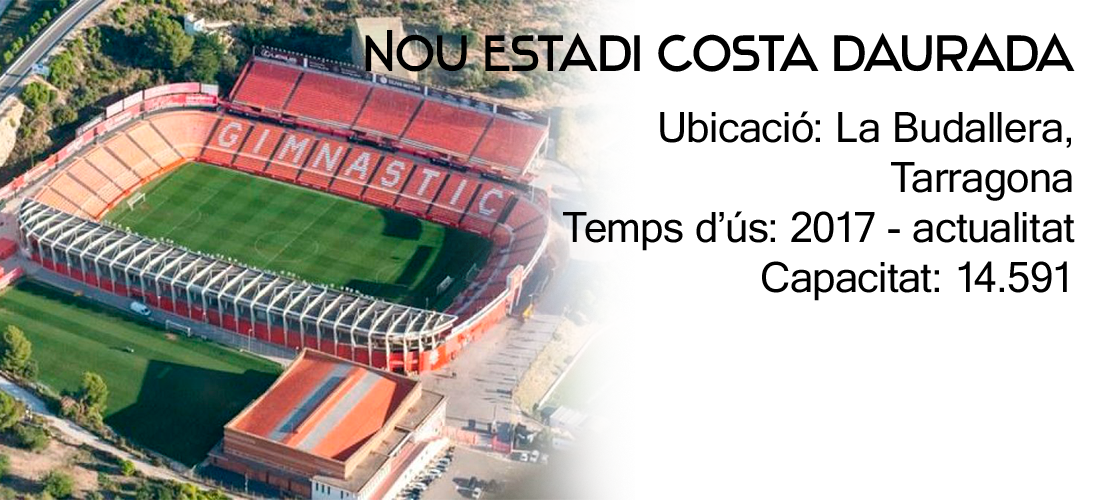 NOU ESTADI COSTA DAURADA
Ubicació: La Budallera,
Tarragona
Temps d’ús: 2017 - actualitat
Capacitat: 14.591
GIMNASTIC